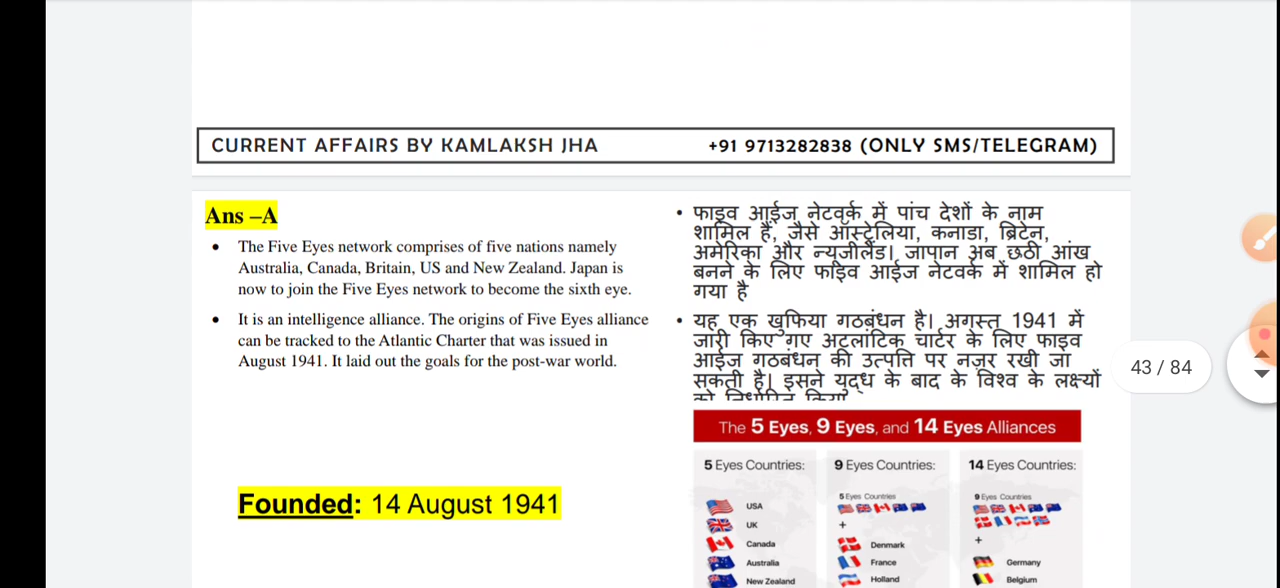 CURRENT AFFAIRS BY KAMLAKSH JHA +91 9713282838 (ONLY SMS/TELEGRAM)
Ans –A
• The Five Eyes network comprises of five nations namely
Australia, Canada, Britain, US and New Zealand. Japan is
now to join the Five Eyes network to become the sixth eye.
• It is an intelligence alliance. The origins of Five Eyes alliance
can be tracked to the Atlantic Charter that was issued in
August 1941. It laid out the goals for the post-war world.
Founded: 14 August 1941
• फाइव आईज नेटवर्क में पांच देशों के नाम
शामिल हैं, जैसे ऑस्ट्रेलिया, कनाडा, ब्रिटेन,
अमेरिका और न्यूजीलैंड। जापान अब छठी आंख
बनने के लिए फाइव आईज नेटवर्क में शामिल हो
गया है
• यह एक खुफिया गठबंधन है। अगस्त 1941 में
जारी किए गए अटलांटिक चार्टर के लिए फाइव
आईज गठबंधन की उत्पत्ति पर नज़र रखी जा
सकती है। इसने युद्ध के बाद के विश्व के लक्ष्यों
को निर्धारित किया
43 / 84
The 5 Eyes, 9 Eyes, and 14 Eyes Alliances
5 Eyes Countries:
USA
UK
Canada
Australia
New Zealand
9 Eyes Countries:
5 Eyes Countries
+
Denmark
France
Holland
14 Eyes Countries:
9 Eyes Countries
+
Germany
Belgium